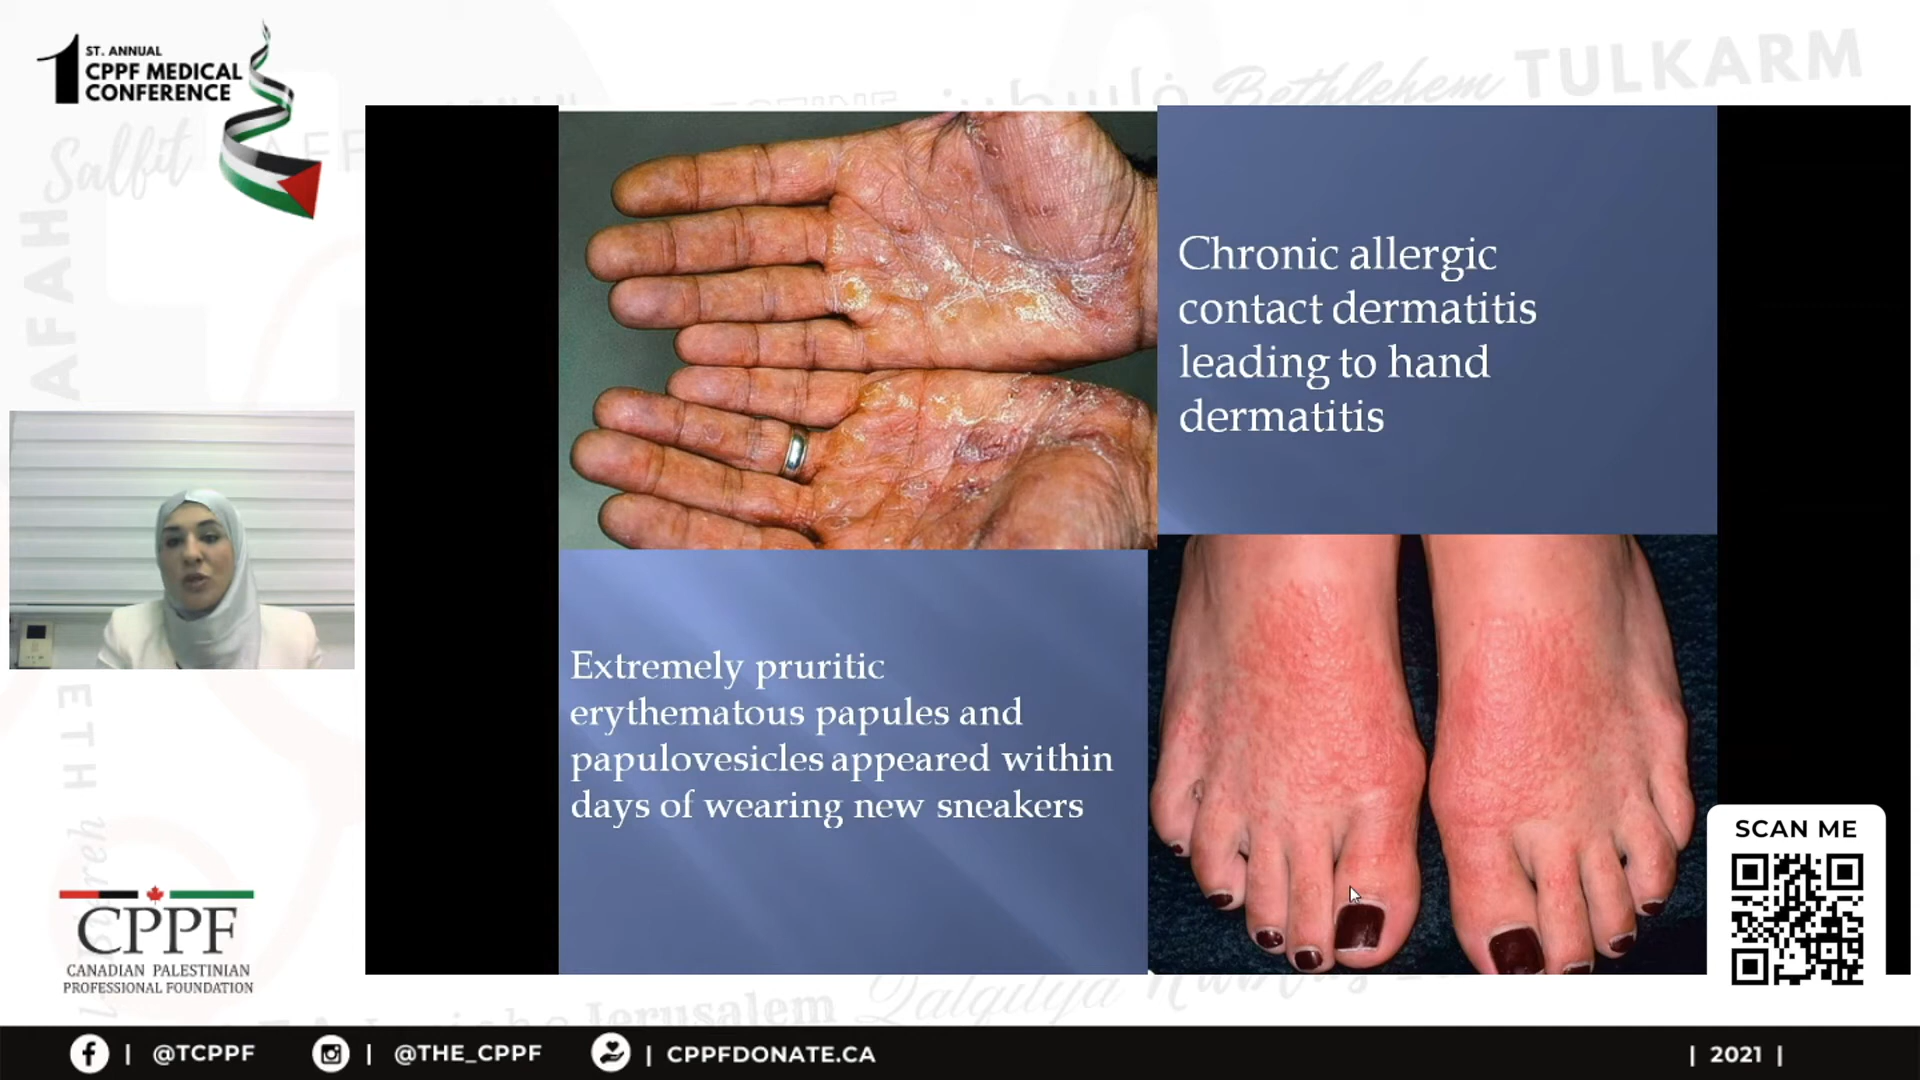 1 ST. ANNUAL
CPPF MEDICAL
CONFERENCE
TULKARM
Bethlehem
Salfit
AFAH
Chronic allergic
contact dermatitis
leading to hand
dermatitis
Extremely pruritic
erythematous papules and
papulovesicles appeared within
days of wearing new sneakers
SCAN ME
CPPF
CANADIAN PALESTINIAN
PROFESSIONAL FOUNDATION
Jerusalem
Qalqilya
| @TCPPF
| @THE_CPPF
| CPPFDONATE.CA
| 2021 |